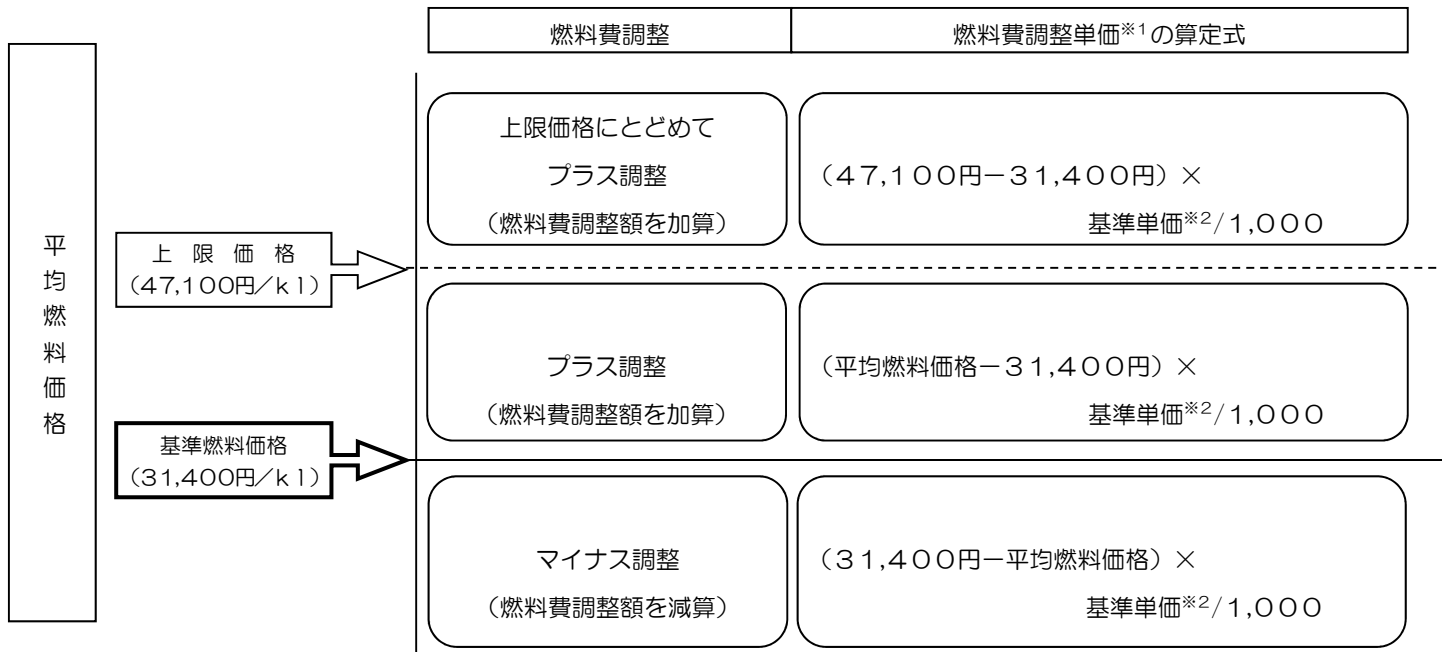 燃料費調整 燃料費調整単価※1の算定式
平均燃料価格
上限価格にとどめて
プラス調整
（燃料費調整額を加算）
（４７,１００円－３１,４００円）×
基準単価※2/１,０００
上　限　価　格
（47,100円／ｋｌ）
プラス調整
（燃料費調整額を加算）
（平均燃料価格－３１,４００円）×
基準単価※2/１,０００
基準燃料価格
（31,400円／ｋｌ）
マイナス調整
（燃料費調整額を減算）
（３１,４００円－平均燃料価格）×
基準単価※2/１,０００